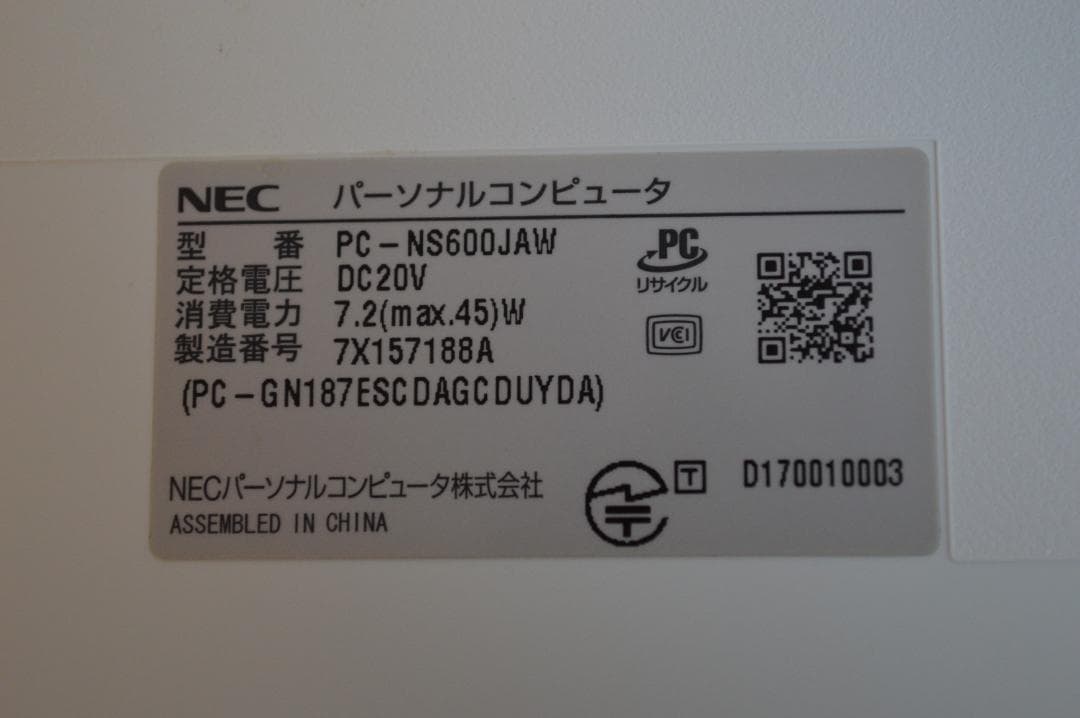 NEC パーソナルコンピュータ
型 番 PC-NS600JAW
定格電圧 DC20V
消費電力 7.2(max.45)W
製造番号 7X157188A
(PC-GN187ESCDAGCDUYDA)
PC
リサイクル
VCI
NECパーソナルコンピュータ株式会社
ASSEMBLED IN CHINA
T D170010003